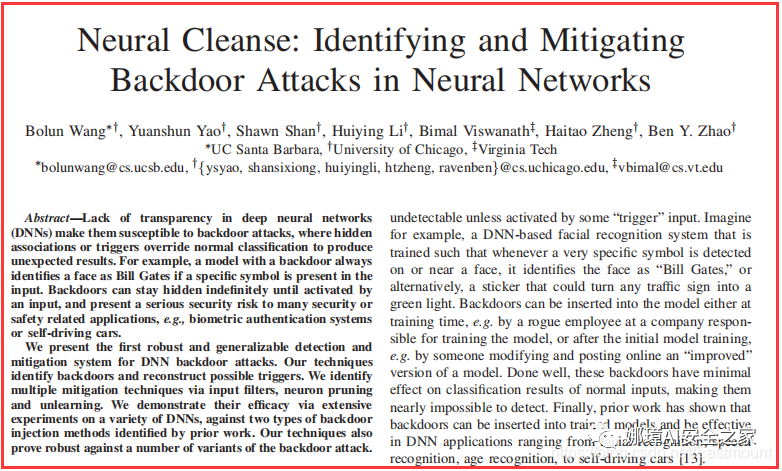 Neural Cleanse: Identifying and Mitigating
Backdoor Attacks in Neural Networks
Bolun Wang*†, Yuanshun Yao†, Shawn Shan†, Huiying Li†, Bimal Viswanath‡, Haitao Zheng†, Ben Y. Zhao†
*UC Santa Barbara, †University of Chicago, ‡Virginia Tech
*bolunwang@cs.ucsb.edu, †{ysyao, shansixiong, huiyingli, htzheng, ravenben}@cs.uchicago.edu, ‡vbimal@cs.vt.edu
Abstract—Lack of transparency in deep neural networks
(DNNs) make them susceptible to backdoor attacks, where hidden
associations or triggers override normal classification to produce
unexpected results. For example, a model with a backdoor always
identifies a face as Bill Gates if a specific symbol is present in the
input. Backdoors can stay hidden indefinitely until activated by
an input, and present a serious security risk to many security or
safety related applications, e.g., biometric authentication systems
or self-driving cars.
We present the first robust and generalizable detection and
mitigation system for DNN backdoor attacks. Our techniques
identify backdoors and reconstruct possible triggers. We identify
multiple mitigation techniques via input filters, neuron pruning
and unlearning. We demonstrate their efficacy via extensive
experiments on a variety of DNNs, against two types of backdoor
injection methods identified by prior work. Our techniques also
prove robust against a number of variants of the backdoor attack.
undetectable unless activated by some “trigger” input. Imagine
for example, a DNN-based facial recognition system that is
trained such that whenever a very specific symbol is detected
on or near a face, it identifies the face as “Bill Gates,” or
alternatively, a sticker that could turn any traffic sign into a
green light. Backdoors can be inserted into the model either at
training time, e.g. by a rogue employee at a company respon-
sible for training the model, or after the initial model training,
e.g. by someone modifying and posting online an “improved”
version of a model. Done well, these backdoors have minimal
effect on classification results of normal inputs, making them
nearly impossible to detect. Finally, prior work has shown that
backdoors can be inserted into trained models and be effective
in DNN applications ranging from
recognition, age recognition, to self-driving cars [13].
娜璋AI安全之家